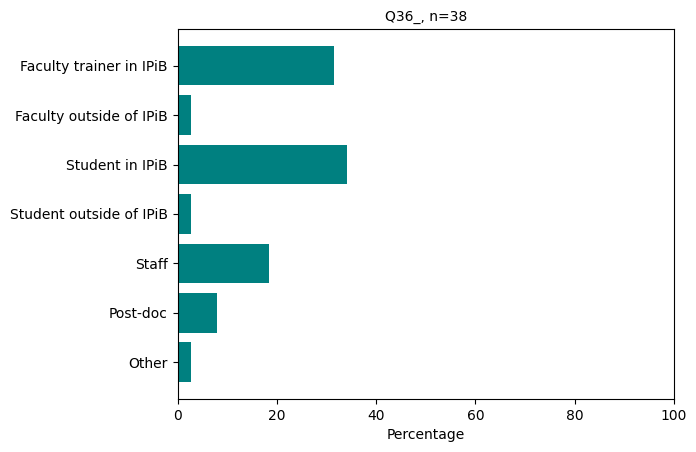 Q36_, n=38
Faculty trainer in IPiB
Faculty outside of IPiB
Student in IPiB
Student outside of IPiB
Staff
Post-doc
Other
0 20 40 60 80 100
Percentage